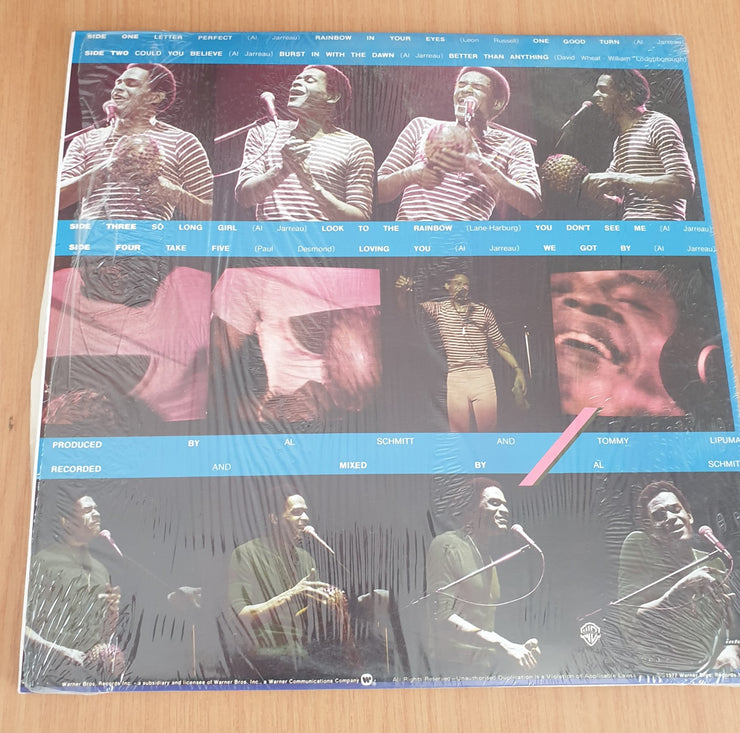 SIDE ONE LETTER PERFECT (Al Jarreau) RAINBOW IN YOUR EYES (Leon Russell) ONE GOOD TURN (Al Jarreau)
SIDE TWO COULD YOU BELIEVE (Al Jarreau) BURST IN WITH THE DAWN (Al Jarreau) BETTER THAN ANYTHING (David Wheat William
SIDE THREE SO LONG GIRL (Al Jarreau) LOOK TO THE RAINBOW (Lane-Harburg) YOU DON'T SEE ME (Al Jarreau)
SIDE FOUR TAKE FIVE (Paul Desmond) LOVING YOU (Al Jarreau) WE GOT BY (Al Jarreau)
PRODUCED BY AL SCHMITT AND TOMMY LIPUMA
RECORDED AND MIXED BY AL SCHMIT
Warner Bros. Records Inc. - a subsidiary and licensee of Warner Bros. Inc., a Warner Communications Company All Rights Reserved—Unauthorized Duplication is a Violation of Applicable Laws ©1977 Warner Bros. Records